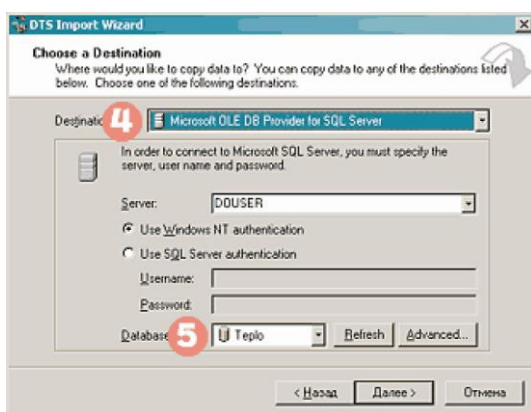 DTS Import Wizard
Choose a Destination
Where would you like to copy data to? You can copy data to any of the destinations listed
below. Choose one of the following destinations.
Destinatio 4 Microsoft OLE DB Provider for SQL Server
In order to connect to Microsoft SQL Server, you must specify the
server, user name and password.
Server: DOUSER
Use Windows NT authentication
Use SQL Server authentication
Username:
Password:
Database 5 Teplo Refresh Advanced...
< Назад Далее > Отмена